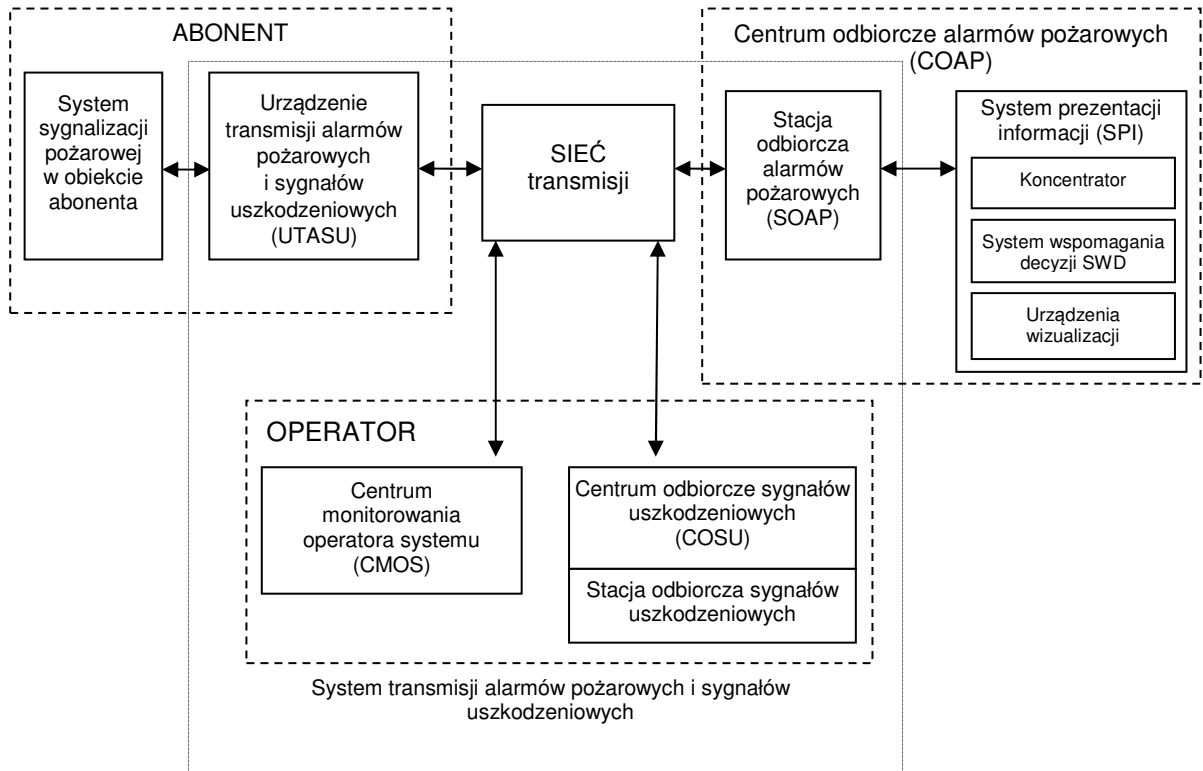 ABONENT
System
sygnalizacji
pożarowej
w obiekcie
abonenta
Urządzenie
transmisji alarmów
pożarowych
i sygnałów
uszkodzeniowych
(UTASU)
SIEĆ
transmisji
Centrum odbiorcze alarmów pożarowych
(COAP)
Stacja
odbiorcza
alarmów
pożarowych
(SOAP)
System prezentacji
informacji (SPI)
Koncentrator
System wspomagania
decyzji SWD
Urządzenia
wizualizacji
OPERATOR
Centrum
monitorowania
operatora systemu
(CMOS)
Centrum odbiorcze sygnałów
uszkodzeniowych
(COSU)
Stacja odbiorcza sygnałów
uszkodzeniowych
System transmisji alarmów pożarowych i sygnałów
uszkodzeniowych